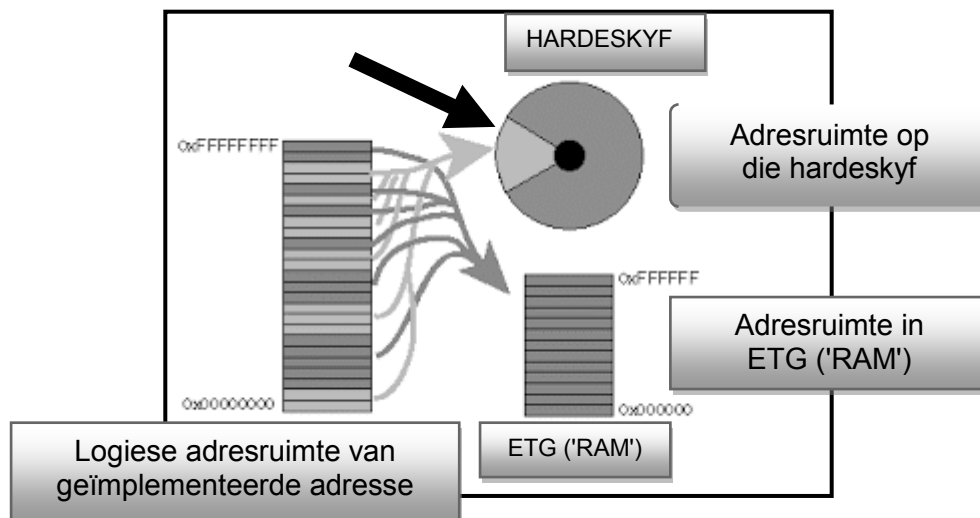 HARDESKYF
Adresruimte op
die hardeskyf
0xFFFFFFFF
0xFFFFFF
Adresruimte in
ETG ('RAM')
0x00000000
0x000000
Logiese adresruimte van
geïmplementeerde adresse
ETG ('RAM')